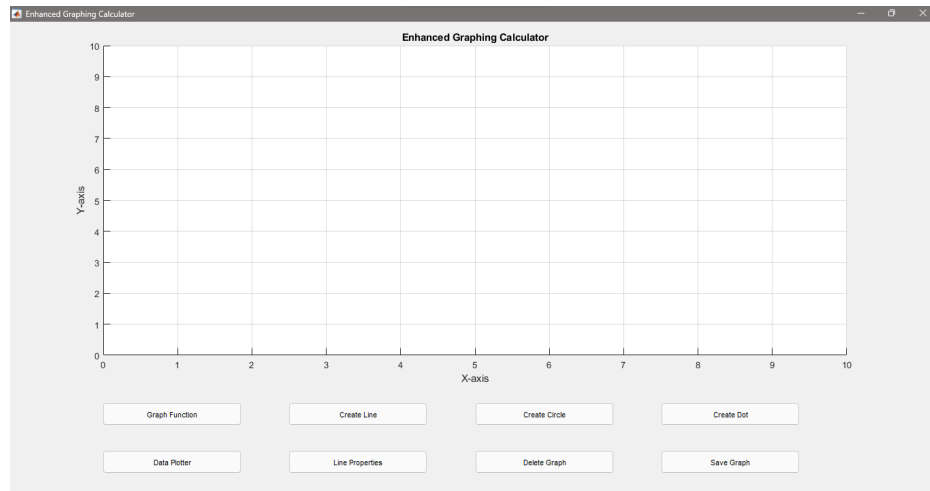 Enhanced Graphing Calculator
Enhanced Graphing Calculator
10
9
8
7
6
5
4
3
2
1
0
Y-axis
0 1 2 3 4 5 6 7 8 9 10
X-axis
Graph Function Create Line Create Circle Create Dot
Data Plotter Line Properties Delete Graph Save Graph